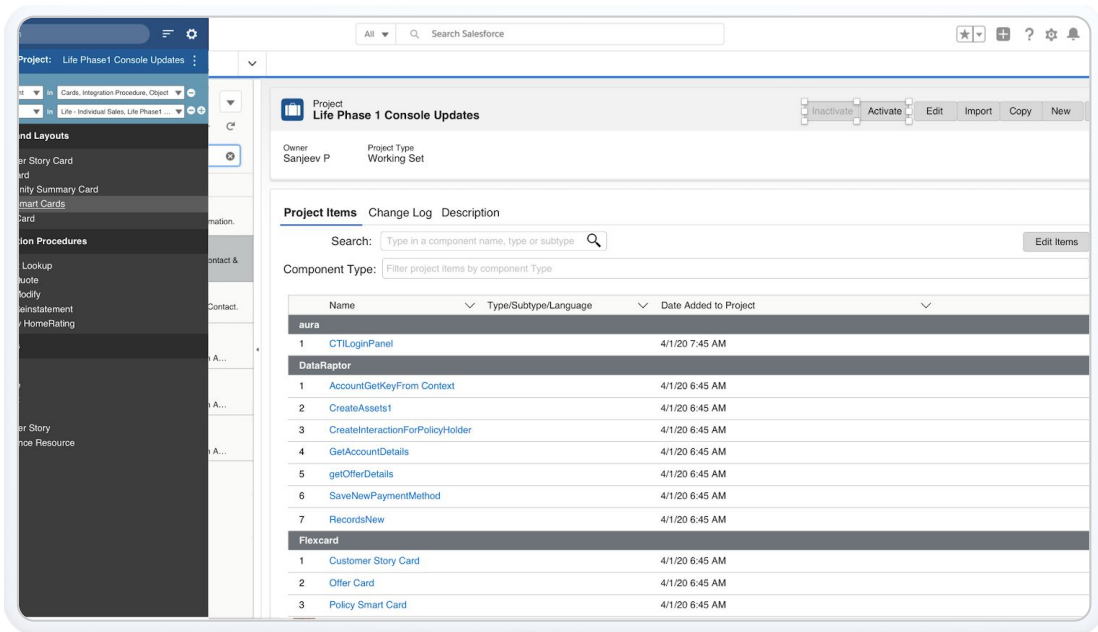 All
Search Salesforce
Project: Life Phase1 Console Updates
in Cards, Integration Procedure, Object
in Life - Individual Sales, Life Phase1 ...
and Layouts
er Story Card
ard
nity Summary Card
mart Cards
Card
tion Procedures
Lookup
uote
Modify
Reinstatement
y HomeRating
er Story
nce Resource
mation.
ontact &
Contact.
n A...
n A...
n A...
Project
Life Phase 1 Console Updates
Inactivate Activate Edit Import Copy New
Owner Project Type
Sanjeev P Working Set
Project Items Change Log Description
Search: Type in a component name, type or subtype
Edit Items
Component Type: Filter project items by component Type
Name Type/Subtype/Language Date Added to Project
aura
1 CTILoginPanel 4/1/20 7:45 AM
DataRaptor
1 AccountGetKeyFrom Context 4/1/20 6:45 AM
2 CreateAssets1 4/1/20 6:45 AM
3 CreateInteractionForPolicyHolder 4/1/20 6:45 AM
4 GetAccountDetails 4/1/20 6:45 AM
5 getOfferDetails 4/1/20 6:45 AM
6 SaveNewPaymentMethod 4/1/20 6:45 AM
7 RecordsNew 4/1/20 6:45 AM
Flexcard
1 Customer Story Card 4/1/20 6:45 AM
2 Offer Card 4/1/20 6:45 AM
3 Policy Smart Card 4/1/20 6:45 AM